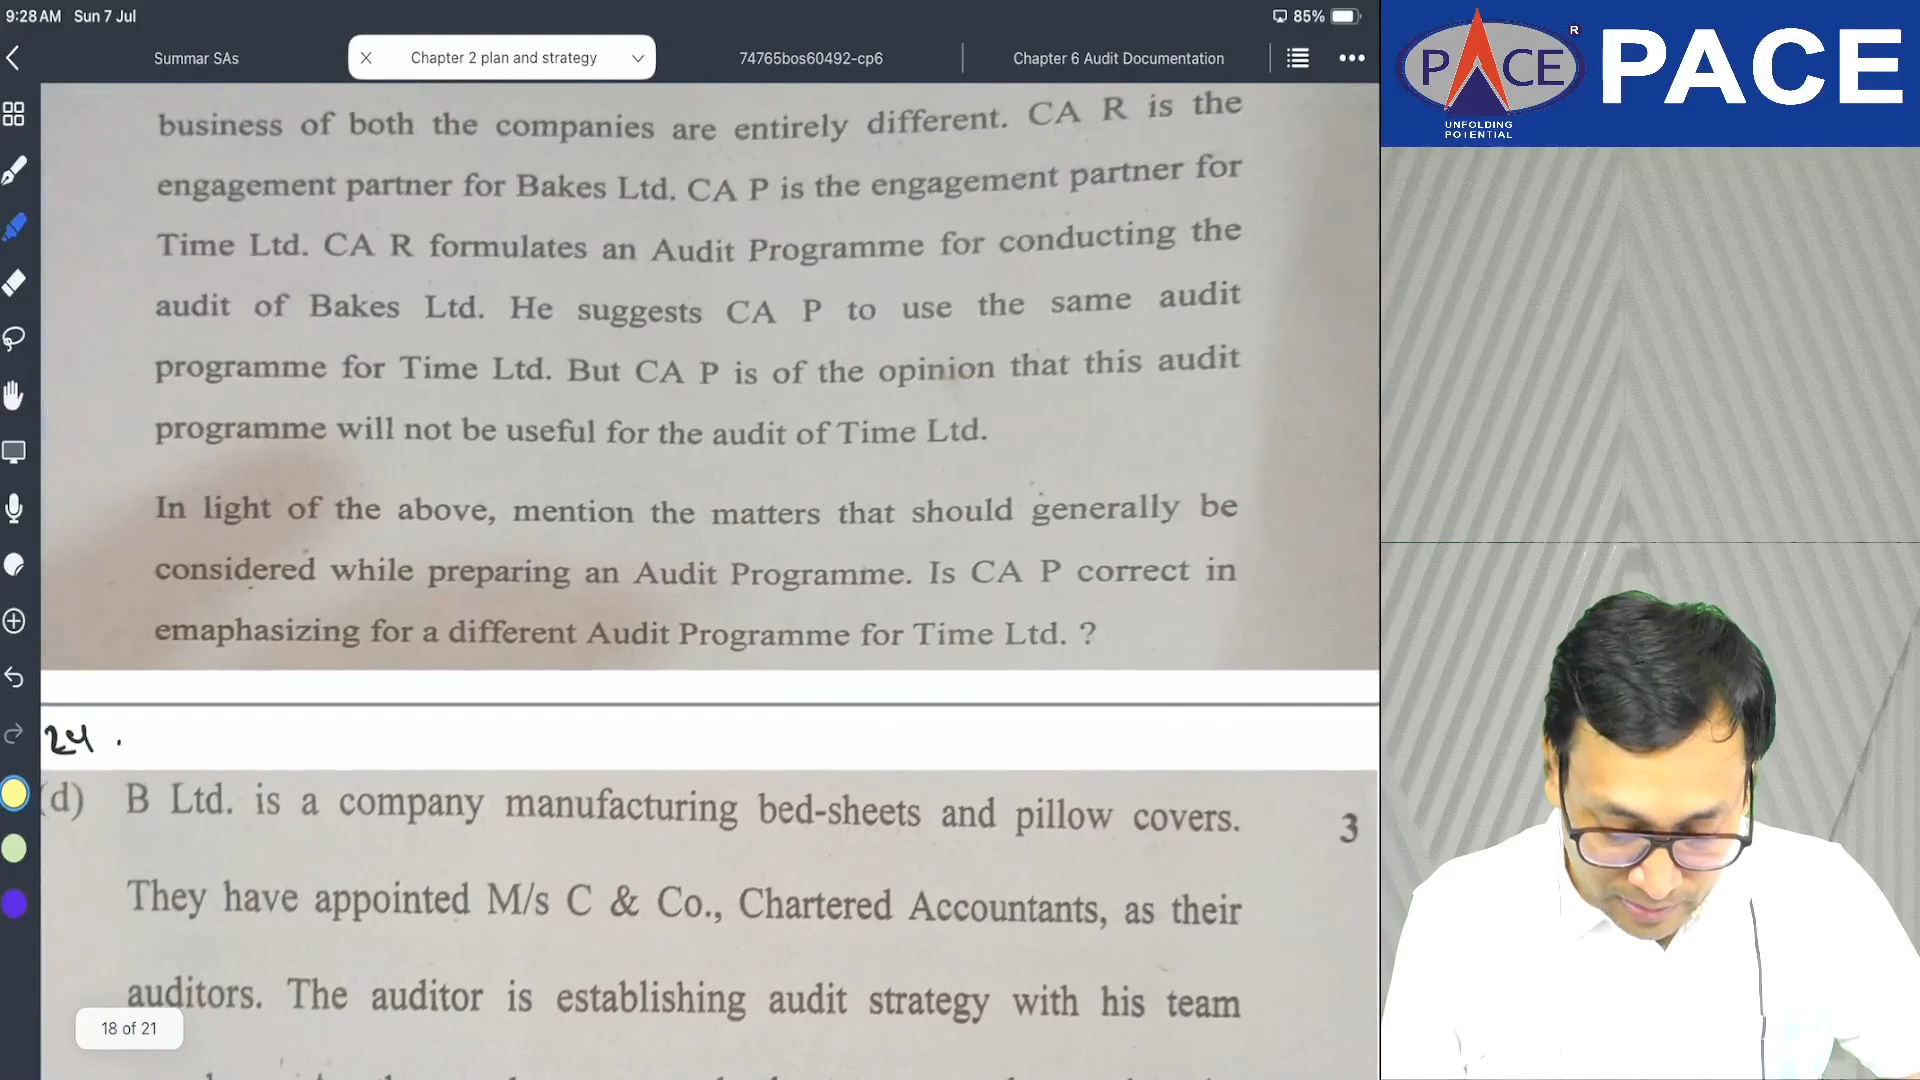 9:28 AM Sun 7 Jul
85%
Summar SAs
Chapter 2 plan and strategy
74765bos60492-cp6
Chapter 6 Audit Documentation
business of both the companies are entirely different. CA R is the
engagement partner for Bakes Ltd. CA P is the engagement partner for
Time Ltd. CA R formulates an Audit Programme for conducting the
audit of Bakes Ltd. He suggests CA P to use the same audit
programme for Time Ltd. But CA P is of the opinion that this audit
programme will not be useful for the audit of Time Ltd.
In light of the above, mention the matters that should generally be
considered while preparing an Audit Programme. Is CA P correct in
emaphasizing for a different Audit Programme for Time Ltd. ?
24 .
(d) B Ltd. is a company manufacturing bed-sheets and pillow covers. 3
They have appointed M/s C & Co., Chartered Accountants, as their
auditors. The auditor is establishing audit strategy with his team
18 of 21
PACE
UNFOLDING
POTENTIAL
R
PACE